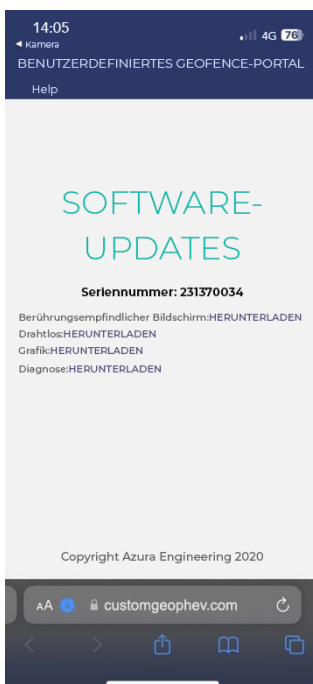 14:05
4G 76
◀ Kamera
BENUTZERDEFINIERTES GEOFENCE-PORTAL
Help
SOFTWARE-
UPDATES
Seriennummer: 231370034
Berührungsempfindlicher Bildschirm:HERUNTERLADEN
Drahtlos:HERUNTERLADEN
Grafik:HERUNTERLADEN
Diagnose:HERUNTERLADEN
Copyright Azura Engineering 2020
AA customgeophev.com